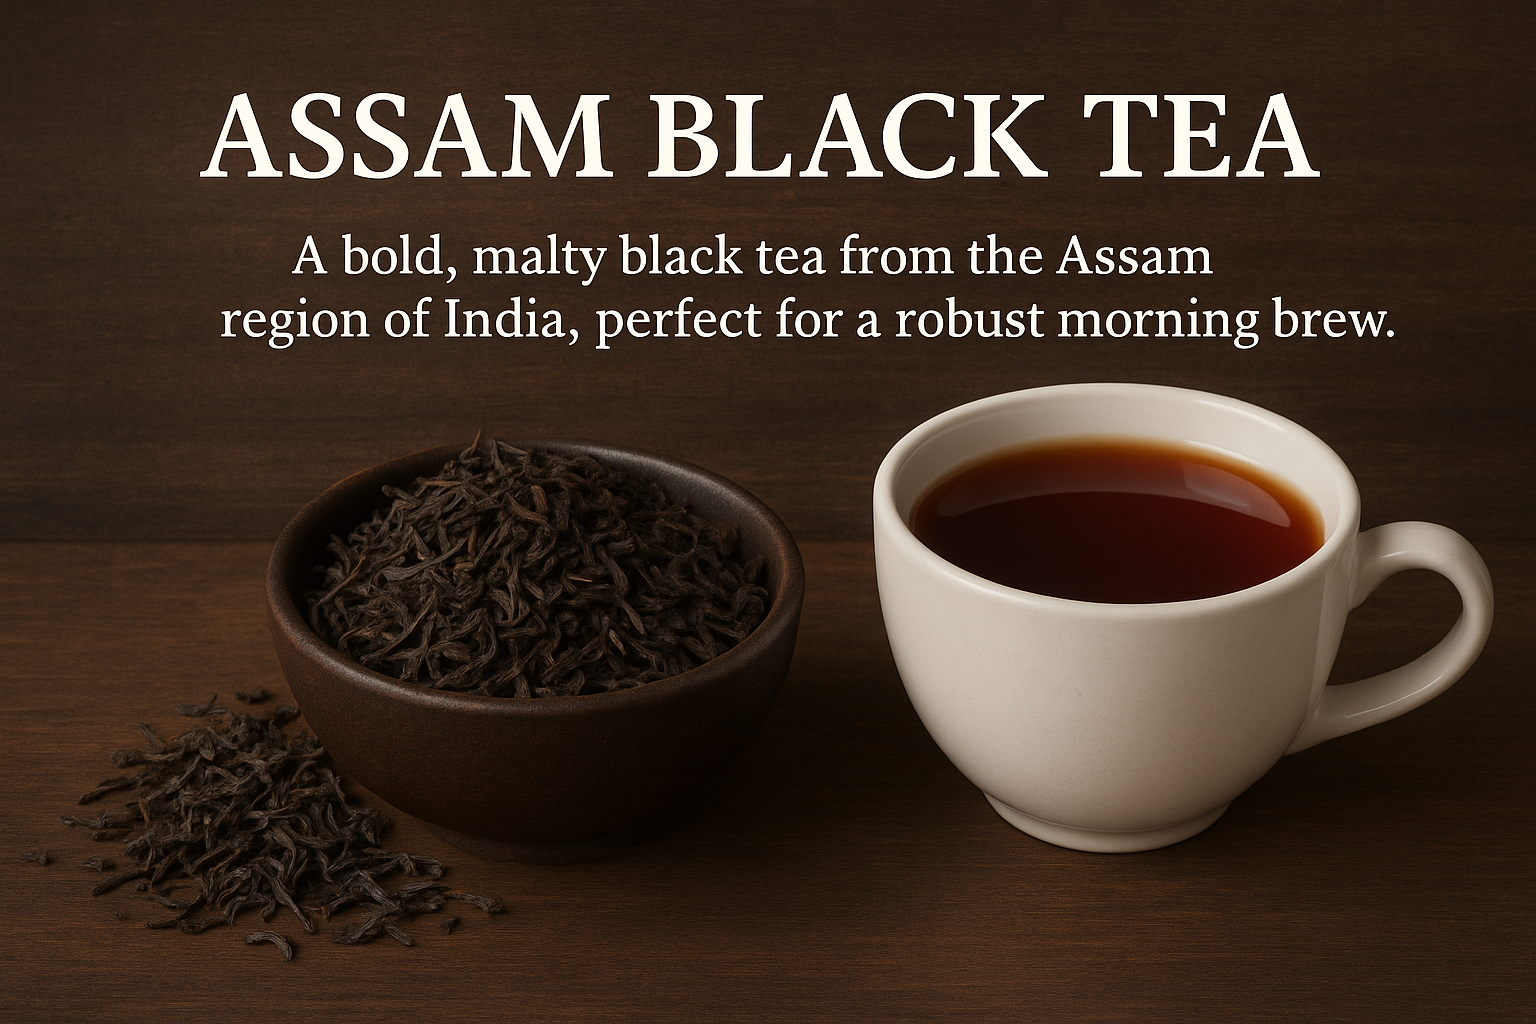 ASSAM BLACK TEA
A bold, malty black tea from the Assam
region of India, perfect for a robust morning brew.